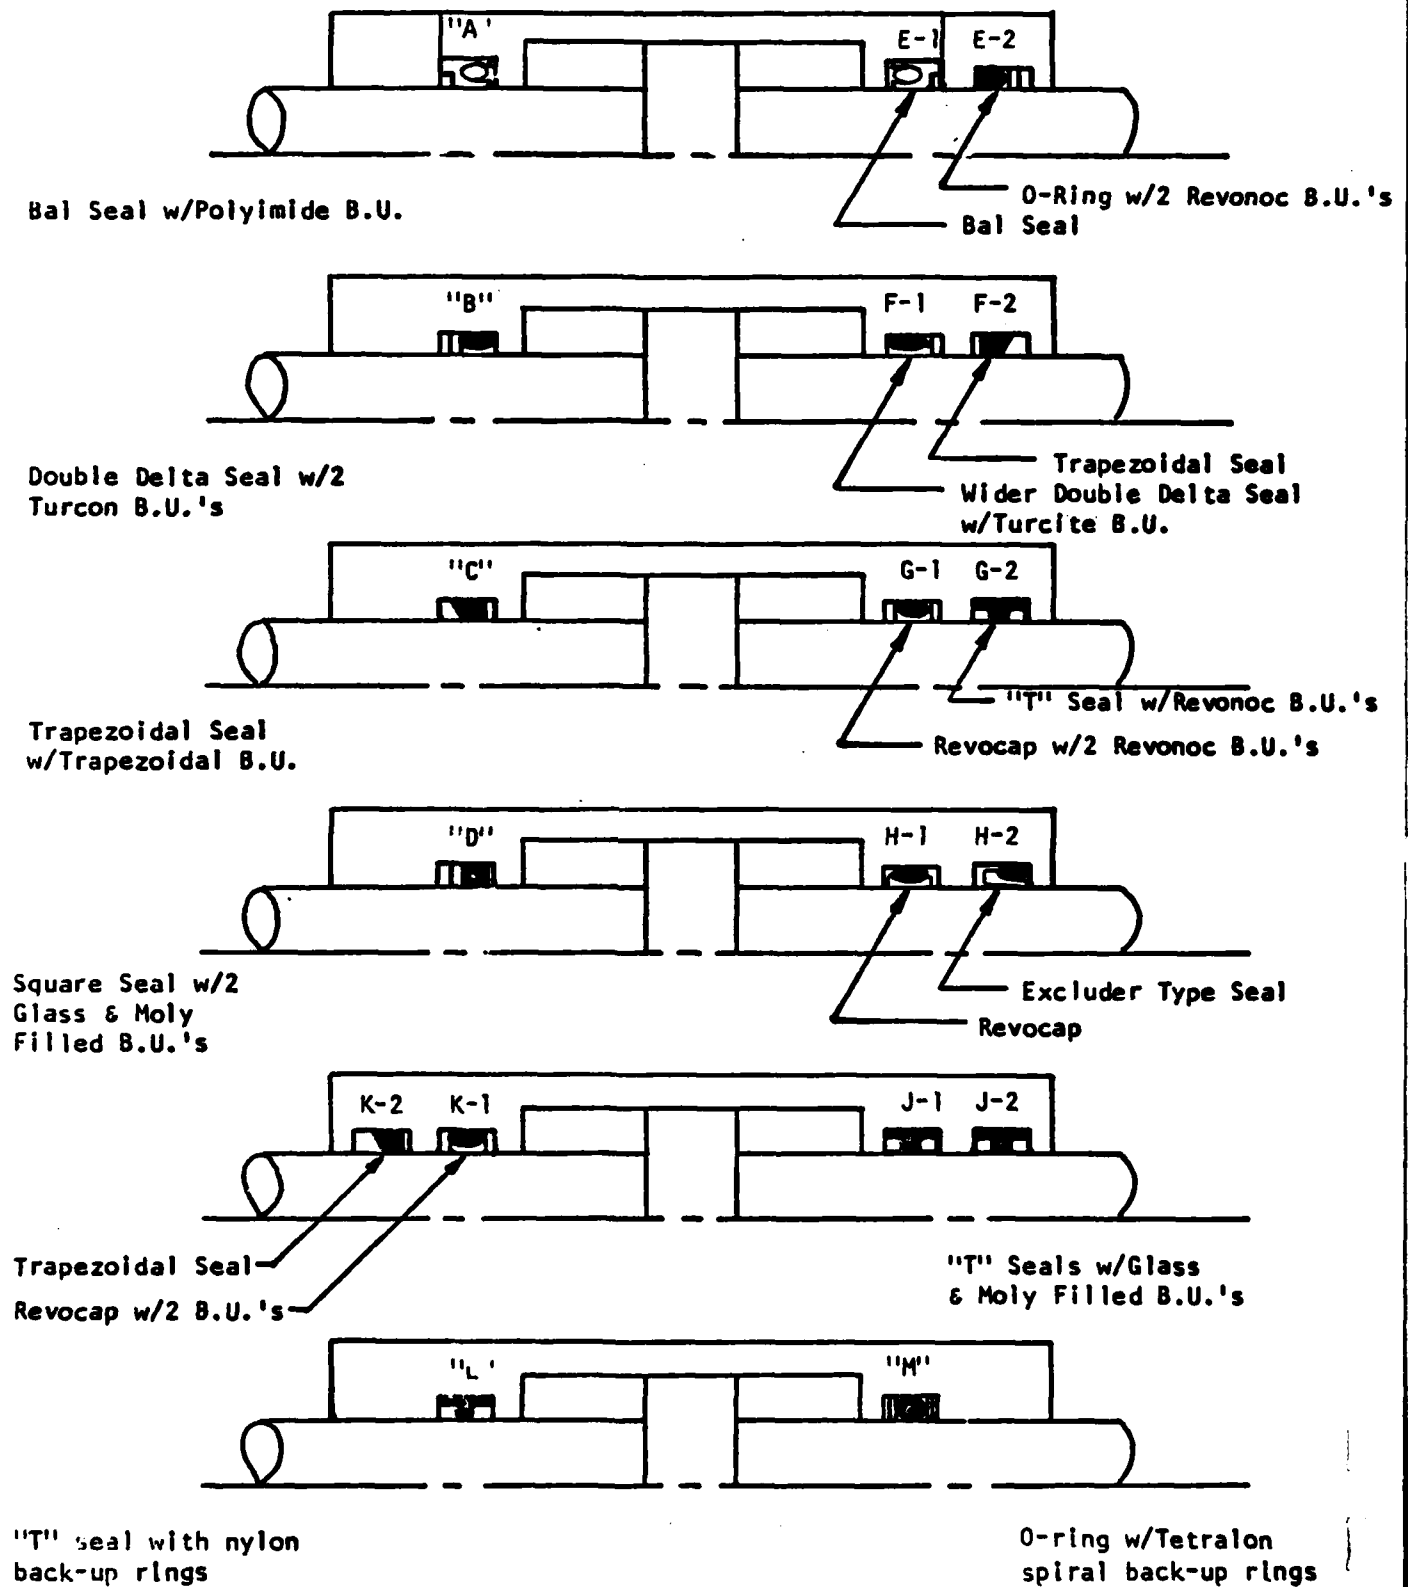 "A'
E-1 E-2
O-Ring w/2 Revonoc B.U.'s
Bal Seal w/Polyimide B.U.
Bal Seal
"B"
F-1 F-2
Trapezoidal Seal
Double Delta Seal w/2
Turcon B.U.'s
Wider Double Delta Seal
w/Turcite B.U.
"C"
G-1 G-2
"T" Seal w/Revonoc B.U.'s
Trapezoidal Seal
w/Trapezoidal B.U.
Revocap w/2 Revonoc B.U.'s
"D"
H-1 H-2
Square Seal w/2
Glass & Moly
Filled B.U.'s
Excluder Type Seal
Revocap
K-2 K-1
J-1 J-2
Trapezoidal Seal
Revocap w/2 B.U.'s
"T" Seals w/Glass
& Moly Filled B.U.'s
"L'
"M"
"T" seal with nylon
back-up rings
O-ring w/Tetralon
spiral back-up rings